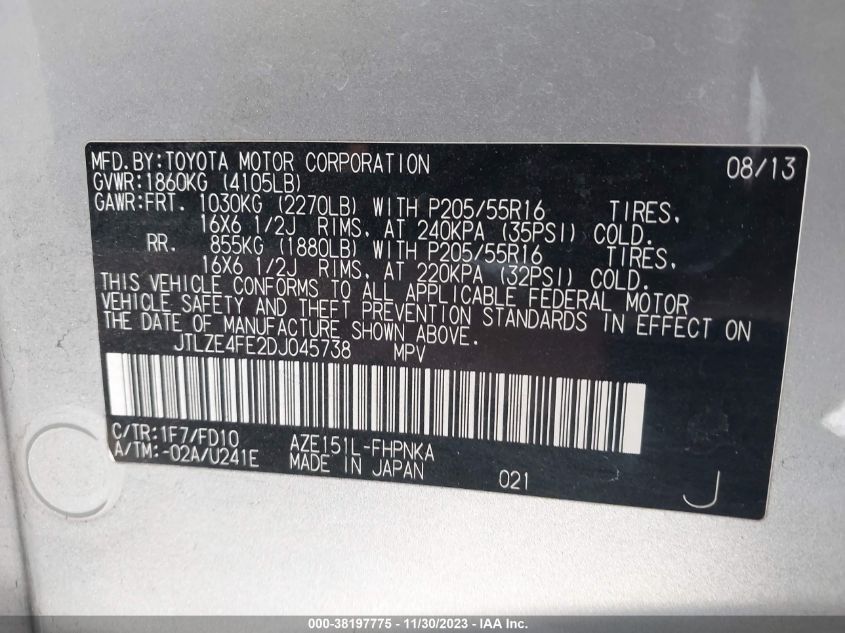 MFD.BY:TOYOTA MOTOR CORPORATION 08/13
GVWR:1860KG (4105LB)
GAWR:FRT. 1030KG (2270LB) WITH P205/55R16 TIRES,
16X6 1/2J RIMS, AT 240KPA (35PSI) COLD.
RR. 855KG (1880LB) WITH P205/55R16 TIRES,
16X6 1/2J RIMS, AT 220KPA (32PSI) COLD.
THIS VEHICLE CONFORMS TO ALL APPLICABLE FEDERAL MOTOR
VEHICLE SAFETY AND THEFT PREVENTION STANDARDS IN EFFECT ON
THE DATE OF MANUFACTURE SHOWN ABOVE.
JTLZE4FE2DJ045738 MPV
C/TR:1F7/FD10 AZE151L-FHPNKA
A/TM:-02A/U241E MADE IN JAPAN 021 J
000-38197775 - 11/30/2023 - IAA Inc.